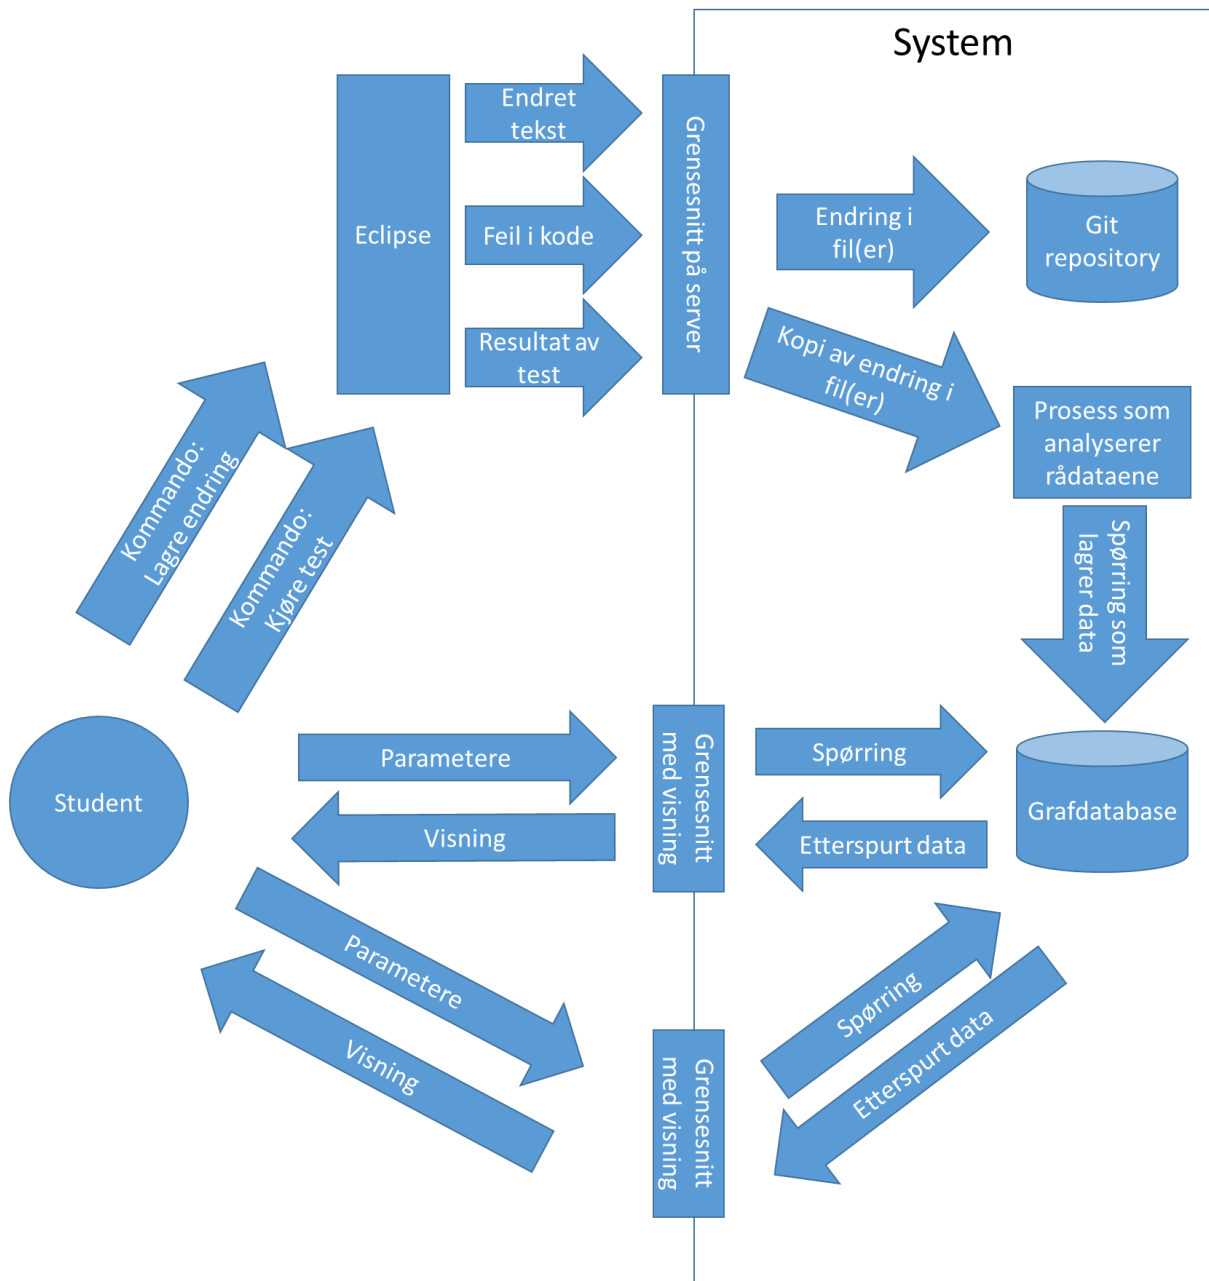 System
Endret
tekst
Feil i kode
Resultat av
test
Eclipse
Grensesnitt på server
Endring i
fil(er)
Git
repository
Kopi av endring i
fil(er)
Prosess som
analyserer
rådataene
Spørring som
lagrer data
Kommando:
Lagre endring
Kommando:
Kjøre test
Student
Parametere
Visning
Grensesnitt
med visning
Spørring
Etterspurt data
Grafdatabase
Parametere
Visning
Grensesnitt
med visning
Spørring
Etterspurt data